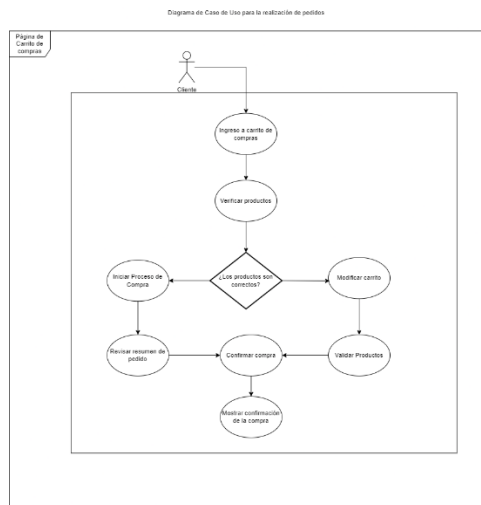 Diagrama de Caso de Uso para la realización de pedidos
Página de
Carrito de
compras
Cliente
Ingreso a carrito de
compras
Verificar productos
¿Los productos son
correctos?
Iniciar Proceso de
Compra
Modificar carrito
Revisar resumen de
pedido
Confirmar compra
Validar Productos
Mostrar confirmación
de la compra